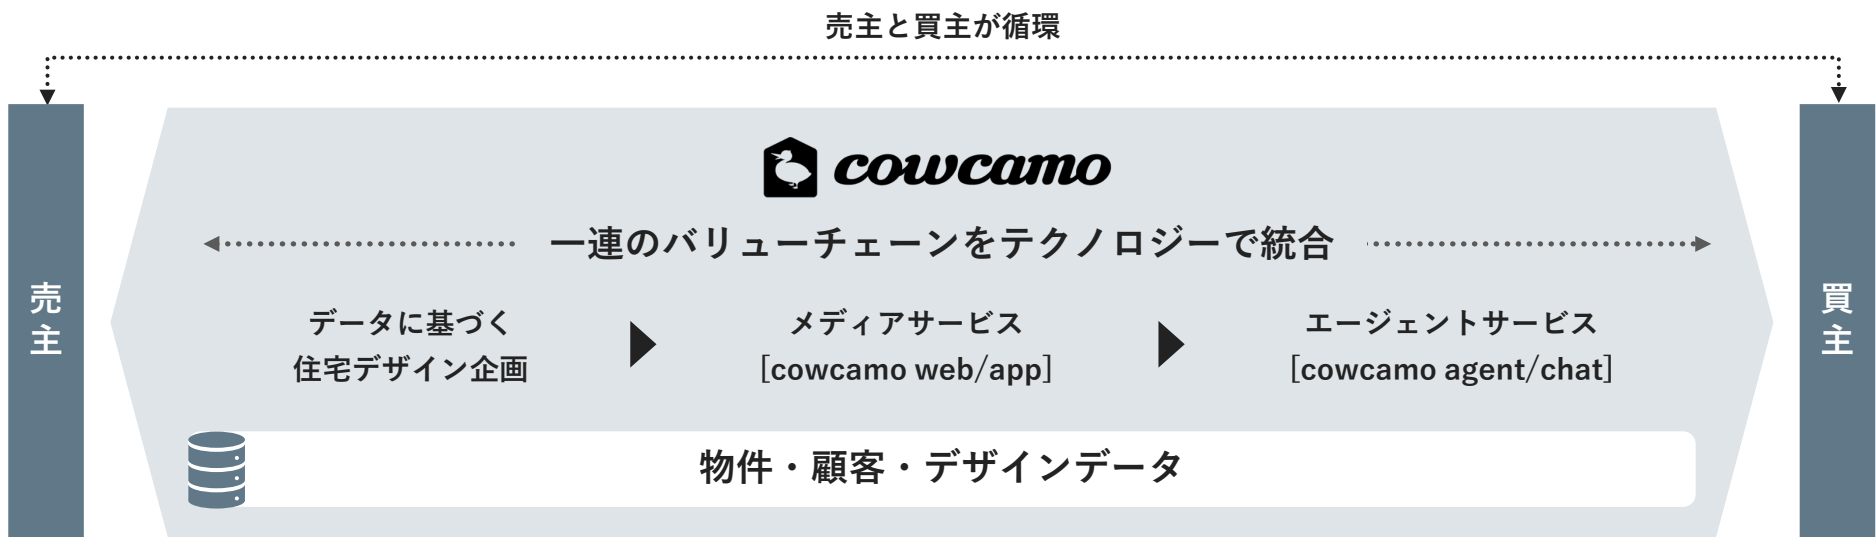 売主と買主が循環
cowcamo
一連のバリューチェーンをテクノロジーで統合
売主
データに基づく
住宅デザイン企画
メディアサービス
[cowcamo web/app]
エージェントサービス
[cowcamo agent/chat]
買主
物件・顧客・デザインデータ